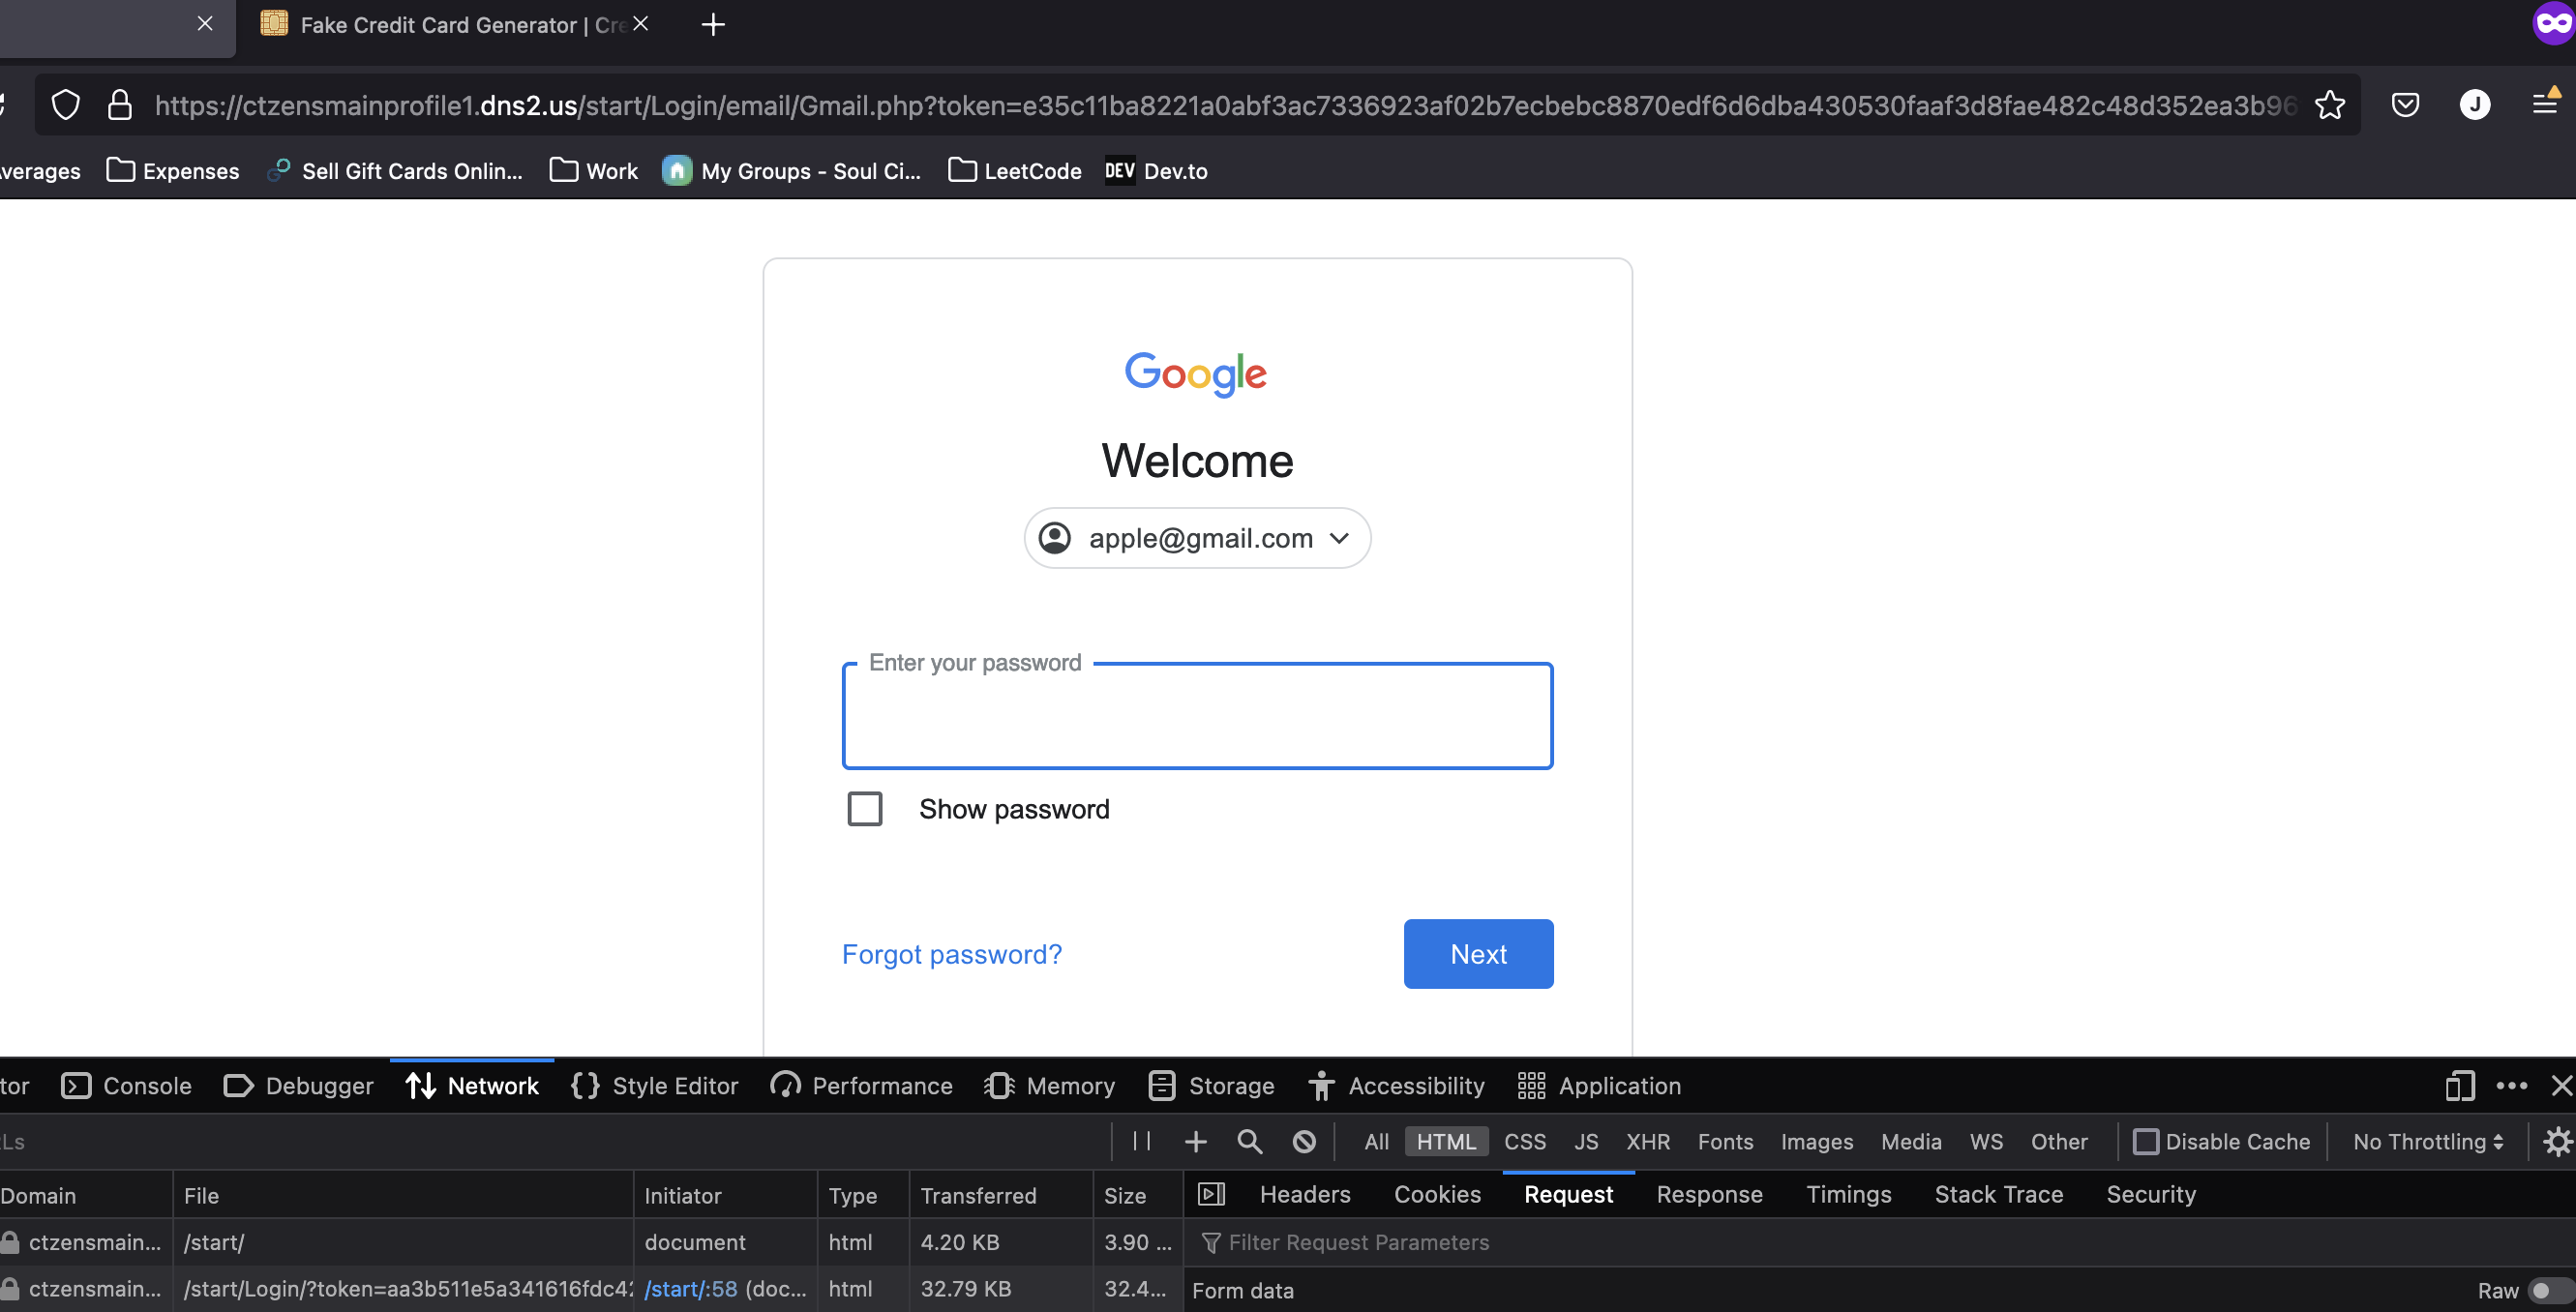 Fake Credit Card Generator | Cre
https://ctzensmainprofile1.dns2.us/start/Login/email/Gmail.php?token=e35c11ba8221a0abf3ac7336923af02b7ecbebc8870edf6d6dba430530faaf3d8fae482c48d352ea3b96
J
verages Expenses Sell Gift Cards Onlin... Work My Groups - Soul Ci... LeetCode DEV Dev.to
Google
Welcome
apple@gmail.com
Enter your password
Show password
Forgot password? Next
tor Console Debugger Network Style Editor Performance Memory Storage Accessibility Application
Ls All HTML CSS JS XHR Fonts Images Media WS Other Disable Cache No Throttling
Domain File Initiator Type Transferred Size Headers Cookies Request Response Timings Stack Trace Security
ctzensmain... /start/ document html 4.20 KB 3.90 ... Filter Request Parameters
ctzensmain... /start/Login/?token=aa3b511e5a341616fdc42 /start/:58 (doc... html 32.79 KB 32.4... Form data Raw